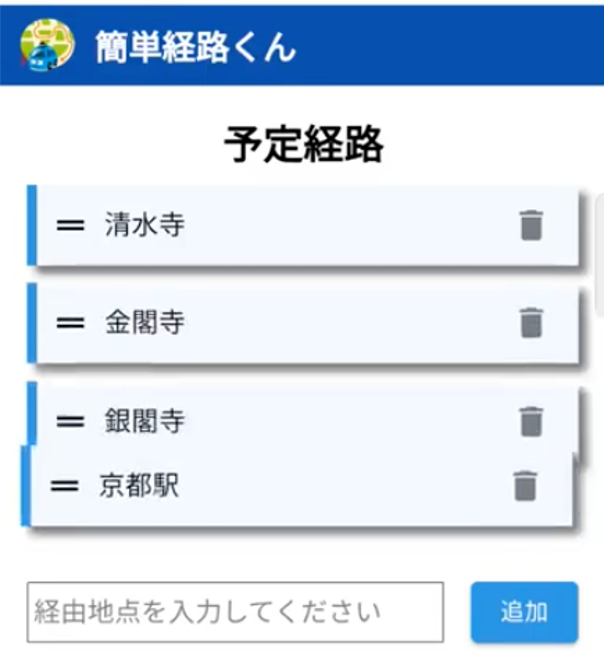 簡単経路くん
予定経路
清水寺
金閣寺
銀閣寺
京都駅
経由地点を入力してください
追加